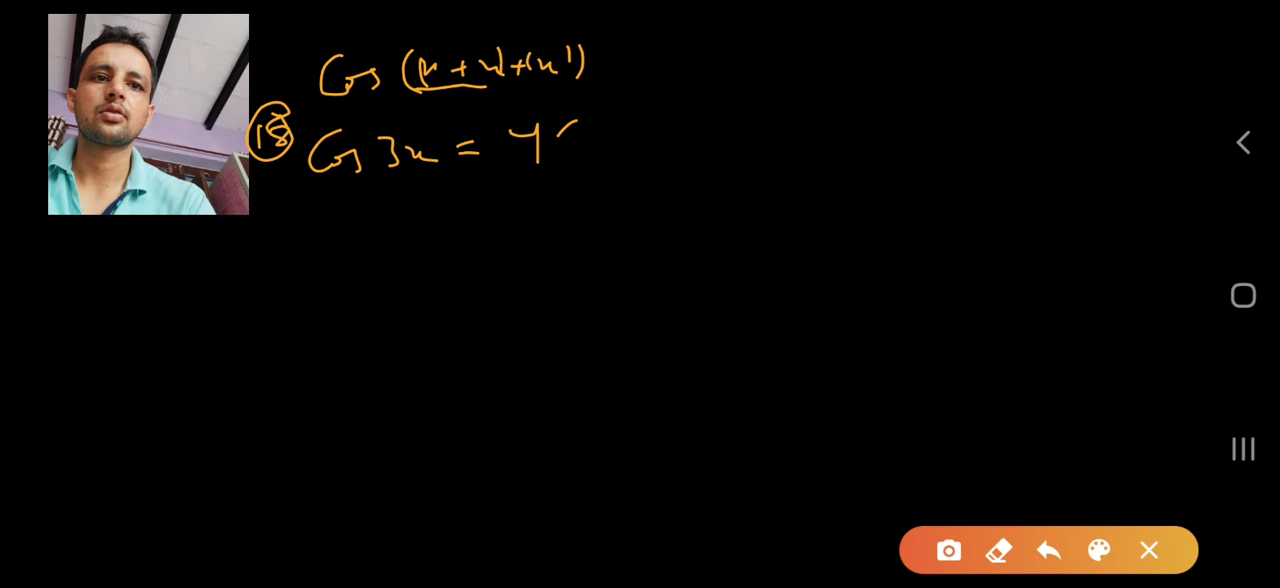 Cos (x + x) + (x')
18 Cos 3x = 4 c